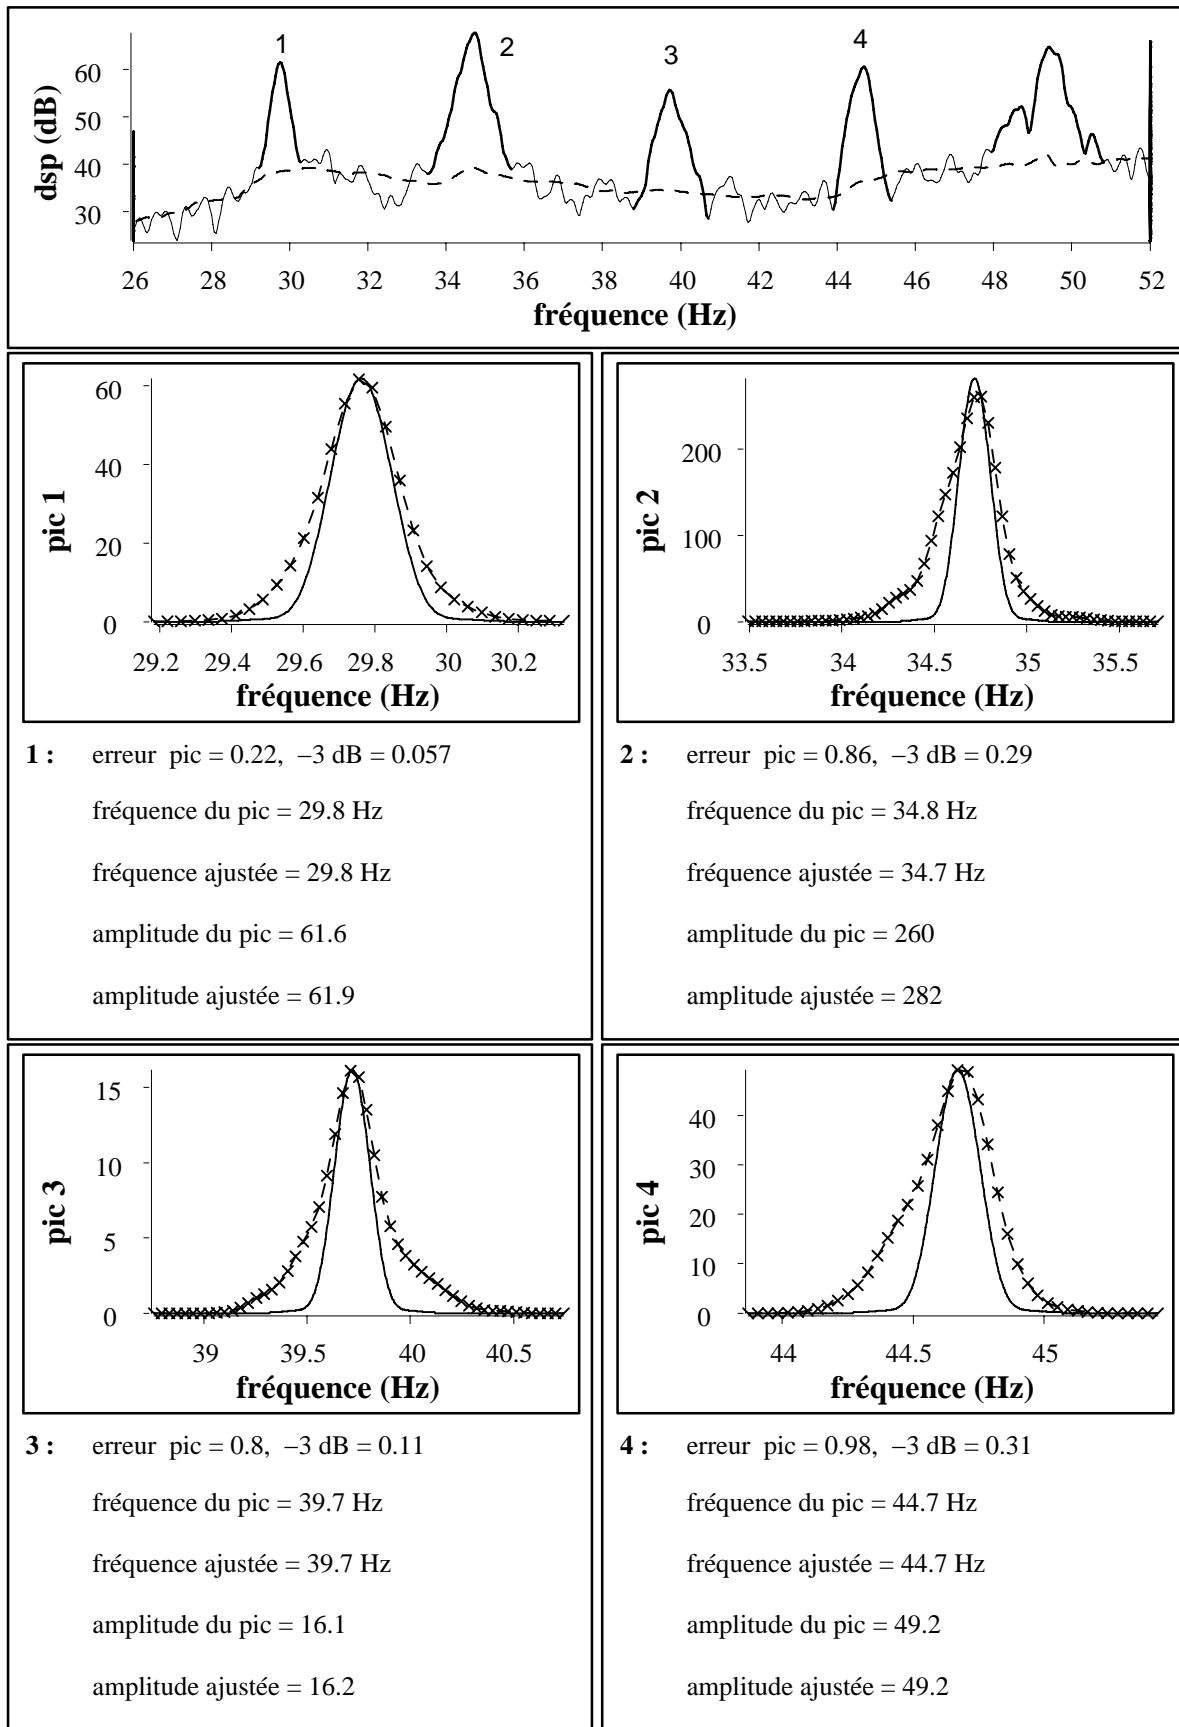 1 2 3 4
dsp (dB)
60
50
40
30
26 28 30 32 34 36 38 40 42 44 46 48 50 52
fréquence (Hz)
pic 1
60
40
20
0
29.2 29.4 29.6 29.8 30 30.2
fréquence (Hz)
1 : erreur pic = 0.22, −3 dB = 0.057
fréquence du pic = 29.8 Hz
fréquence ajustée = 29.8 Hz
amplitude du pic = 61.6
amplitude ajustée = 61.9
pic 2
200
100
0
33.5 34 34.5 35 35.5
fréquence (Hz)
2 : erreur pic = 0.86, −3 dB = 0.29
fréquence du pic = 34.8 Hz
fréquence ajustée = 34.7 Hz
amplitude du pic = 260
amplitude ajustée = 282
pic 3
15
10
5
0
39 39.5 40 40.5
fréquence (Hz)
3 : erreur pic = 0.8, −3 dB = 0.11
fréquence du pic = 39.7 Hz
fréquence ajustée = 39.7 Hz
amplitude du pic = 16.1
amplitude ajustée = 16.2
pic 4
40
30
20
10
0
44 44.5 45
fréquence (Hz)
4 : erreur pic = 0.98, −3 dB = 0.31
fréquence du pic = 44.7 Hz
fréquence ajustée = 44.7 Hz
amplitude du pic = 49.2
amplitude ajustée = 49.2